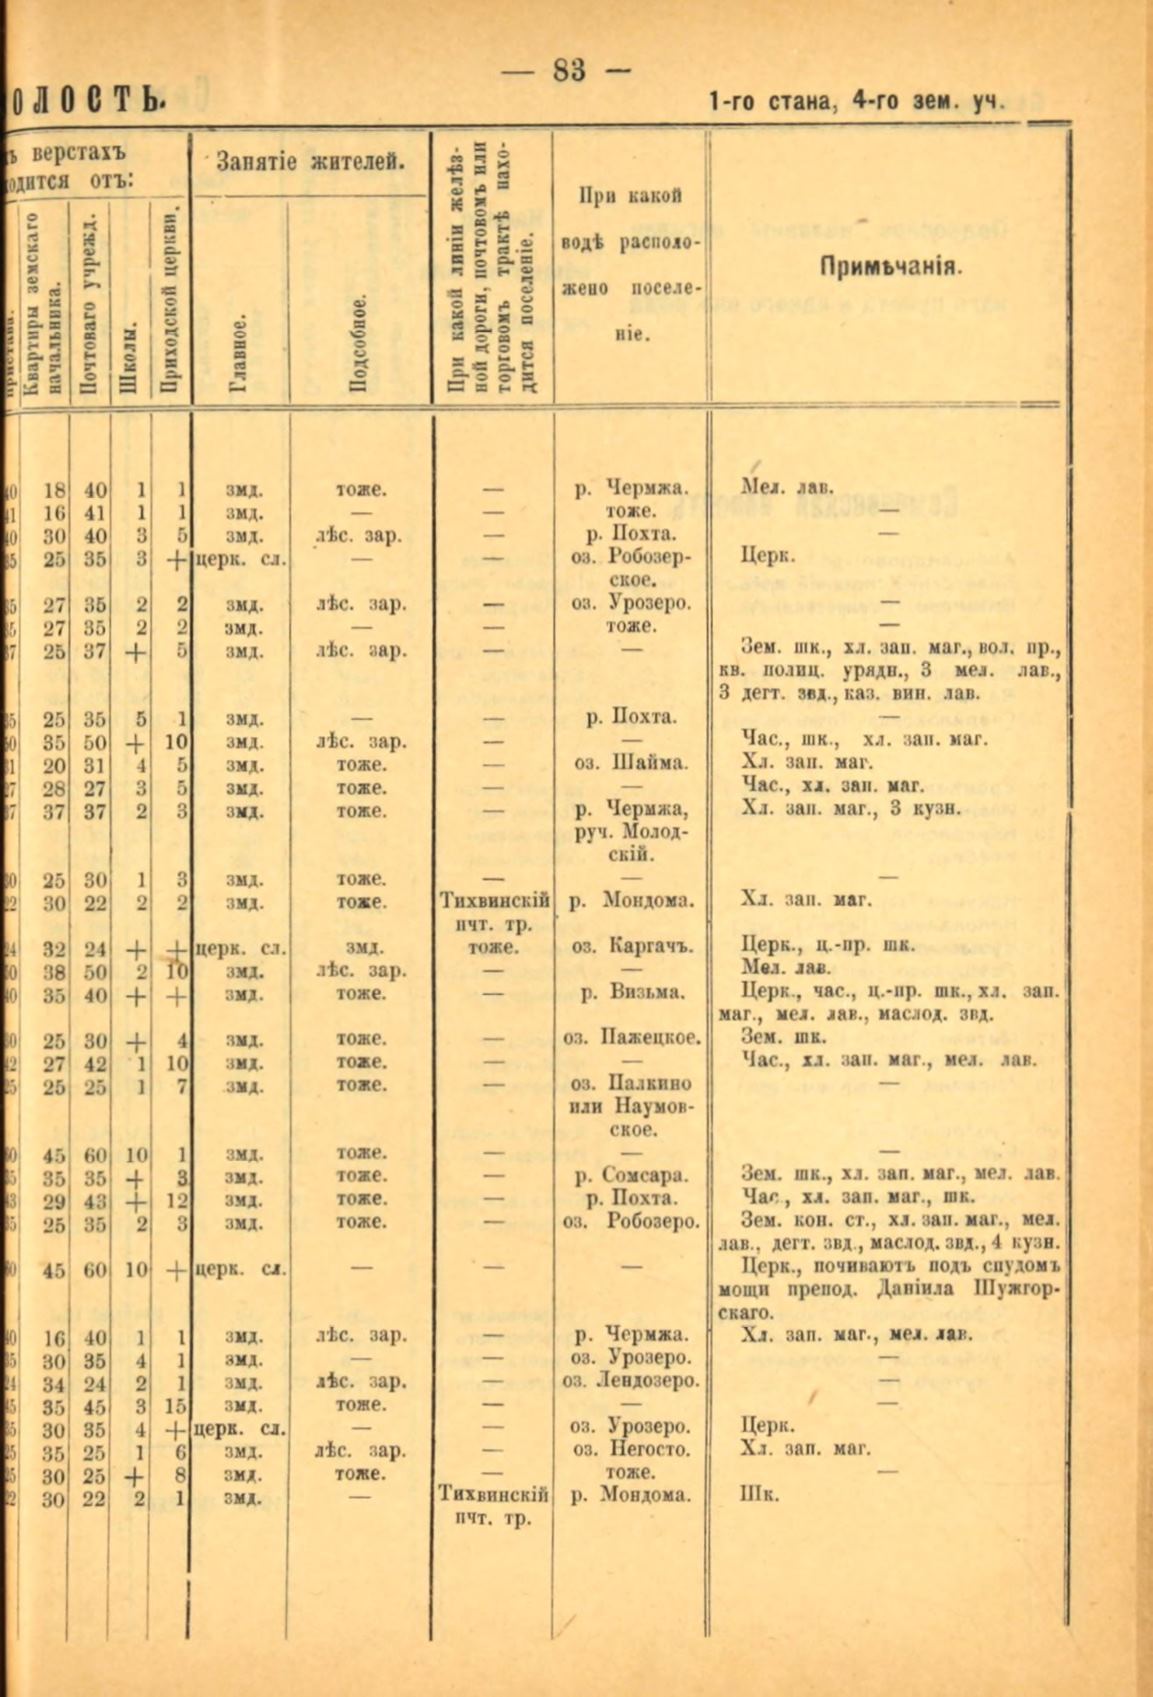 — 83 —
ОЛОСТЬ. 1-го стана, 4-го зем. уч.
верстахъ
одится отъ:
Квартиры земскаго
начальника.
Почтоваго учрежд.
Школы.
Приходской церкви.
Занятіе жителей.
Главное.
Подсобное.
При какой линіи желѣз-
ной дороги, почтовомъ или
торговомъ трактѣ нахо-
дится поселеніе.
При какой
водѣ располо-
жено поселе-
ніе.
Примѣчанія.
18 40 1 1 змд. тоже. — р. Чермжа. Мел. лав.
16 41 1 1 змд. — — тоже. —
30 40 3 5 змд. лѣс. зар. — р. Похта. —
25 35 3 + церк. сл. — — оз. Робозер- Церк.
ское.
27 35 2 2 змд. лѣс. зар. — оз. Урозеро. —
27 35 2 2 змд. — — тоже. —
25 37 + 5 змд. лѣс. зар. — — Зем. шк., хл. зап. маг., вол. пр.,
кв. полиц. урядн., 3 мел. лав.,
3 дегт. звд., каз. вин. лав.
25 35 5 1 змд. — — р. Похта. —
35 50 + 10 змд. лѣс. зар. — — Час., шк., хл. зап. маг.
20 31 4 5 змд. тоже. — оз. Шайма. Хл. зап. маг.
28 27 3 5 змд. тоже. — — Час., хл. зап. маг.
37 37 2 3 змд. тоже. — р. Чермжа, Хл. зап. маг., 3 кузн.
руч. Молод-
скій.
25 30 1 3 змд. тоже. — — —
30 22 2 2 змд. тоже. Тихвинскій р. Мондома. Хл. зап. маг.
пчт. тр.
32 24 + + церк. сл. змд. тоже. оз. Каргачъ. Церк., ц.-пр. шк.
38 50 2 10 змд. лѣс. зар. — — Мел. лав.
35 40 + + змд. тоже. — р. Визьма. Церк., час., ц.-пр. шк., хл. зап.
маг., мел. лав., маслод. звд.
25 30 + 4 змд. тоже. — оз. Пажецкое. Зем. шк.
27 42 1 10 змд. тоже. — — Час., хл. зап. маг., мел. лав.
25 25 1 7 змд. тоже. — оз. Палкино —
или Наумов-
ское.
45 60 10 1 змд. тоже. — — —
35 35 + 3 змд. тоже. — р. Сомсара. Зем. шк., хл. зап. маг., мел. лав.
29 43 + 12 змд. тоже. — р. Похта. Час., хл. зап. маг., шк.
25 35 2 3 змд. тоже. — оз. Робозеро. Зем. кон. ст., хл. зап. маг., мел.
лав., дегт. звд., маслод. звд., 4 кузн.
45 60 10 + церк. сл. — — — Церк., почиваютъ подъ спудомъ
мощи препод. Даніила Шужгор-
скаго.
16 40 1 1 змд. лѣс. зар. — р. Чермжа. Хл. зап. маг., мел. лав.
30 35 4 1 змд. — — оз. Урозеро. —
34 24 2 1 змд. лѣс. зар. — оз. Лендозеро. —
35 45 3 15 змд. тоже. — — —
30 35 4 + церк. сл. — — оз. Урозеро. Церк.
35 25 1 6 змд. лѣс. зар. — оз. Негосто. Хл. зап. маг.
30 25 + 8 змд. тоже. — тоже. —
30 22 2 1 змд. — Тихвинскій р. Мондома. Шк.
пчт. тр.